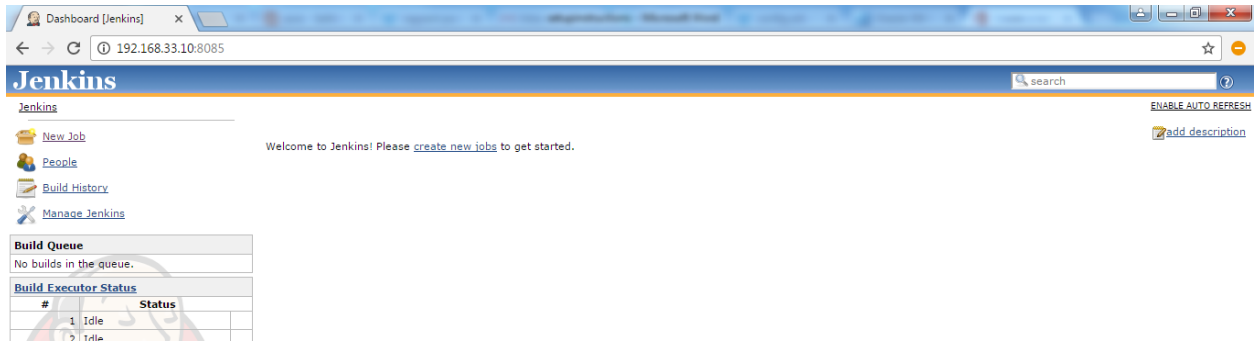 Dashboard [Jenkins]
192.168.33.10:8085
Jenkins
search
Jenkins
ENABLE AUTO REFRESH
New Job
add description
Welcome to Jenkins! Please create new jobs to get started.
People
Build History
Manage Jenkins
Build Queue
No builds in the queue.
Build Executor Status
# Status
1 Idle
2 Idle